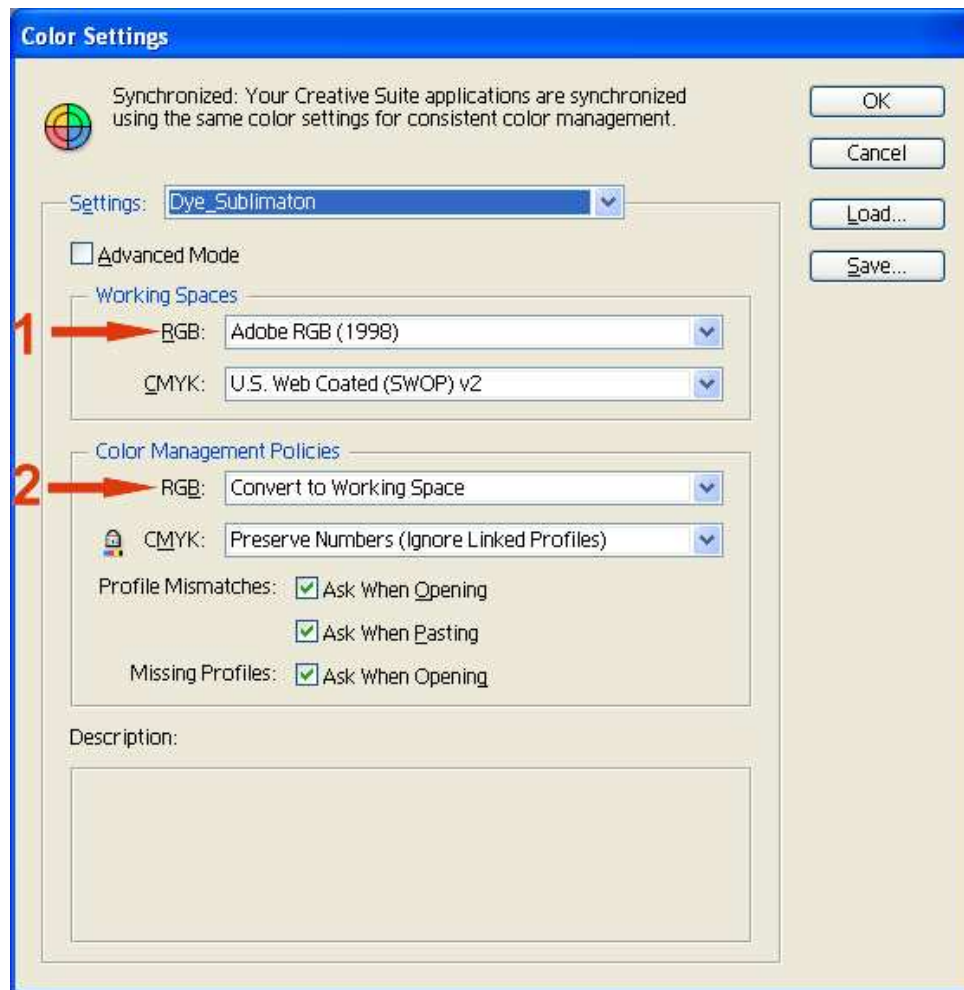 Color Settings
Synchronized: Your Creative Suite applications are synchronized
using the same color settings for consistent color management.
OK
Cancel
Load...
Save...
Settings: Dye_Sublimaton
Advanced Mode
Working Spaces
1 RGB: Adobe RGB (1998)
CMYK: U.S. Web Coated (SWOP) v2
Color Management Policies
2 RGB: Convert to Working Space
CMYK: Preserve Numbers (Ignore Linked Profiles)
Profile Mismatches: Ask When Opening
Ask When Pasting
Missing Profiles: Ask When Opening
Description: